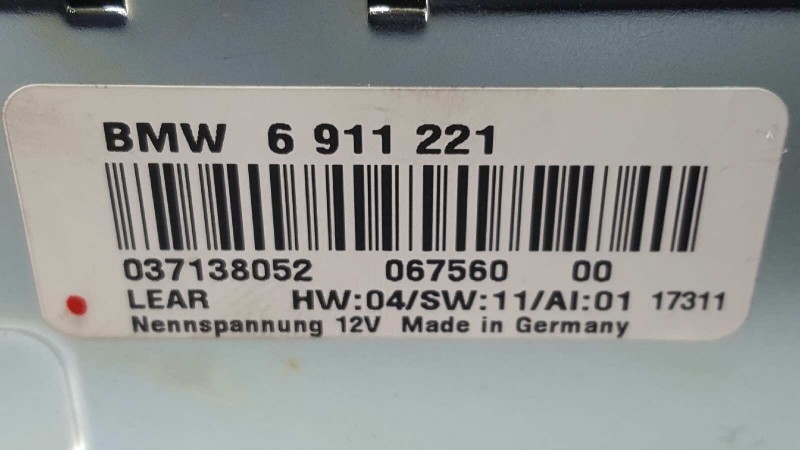 BMW 6 911 221
037138052 067560 00
LEAR HW:04/SW:11/AI:01 17311
Nennspannung 12V Made in Germany